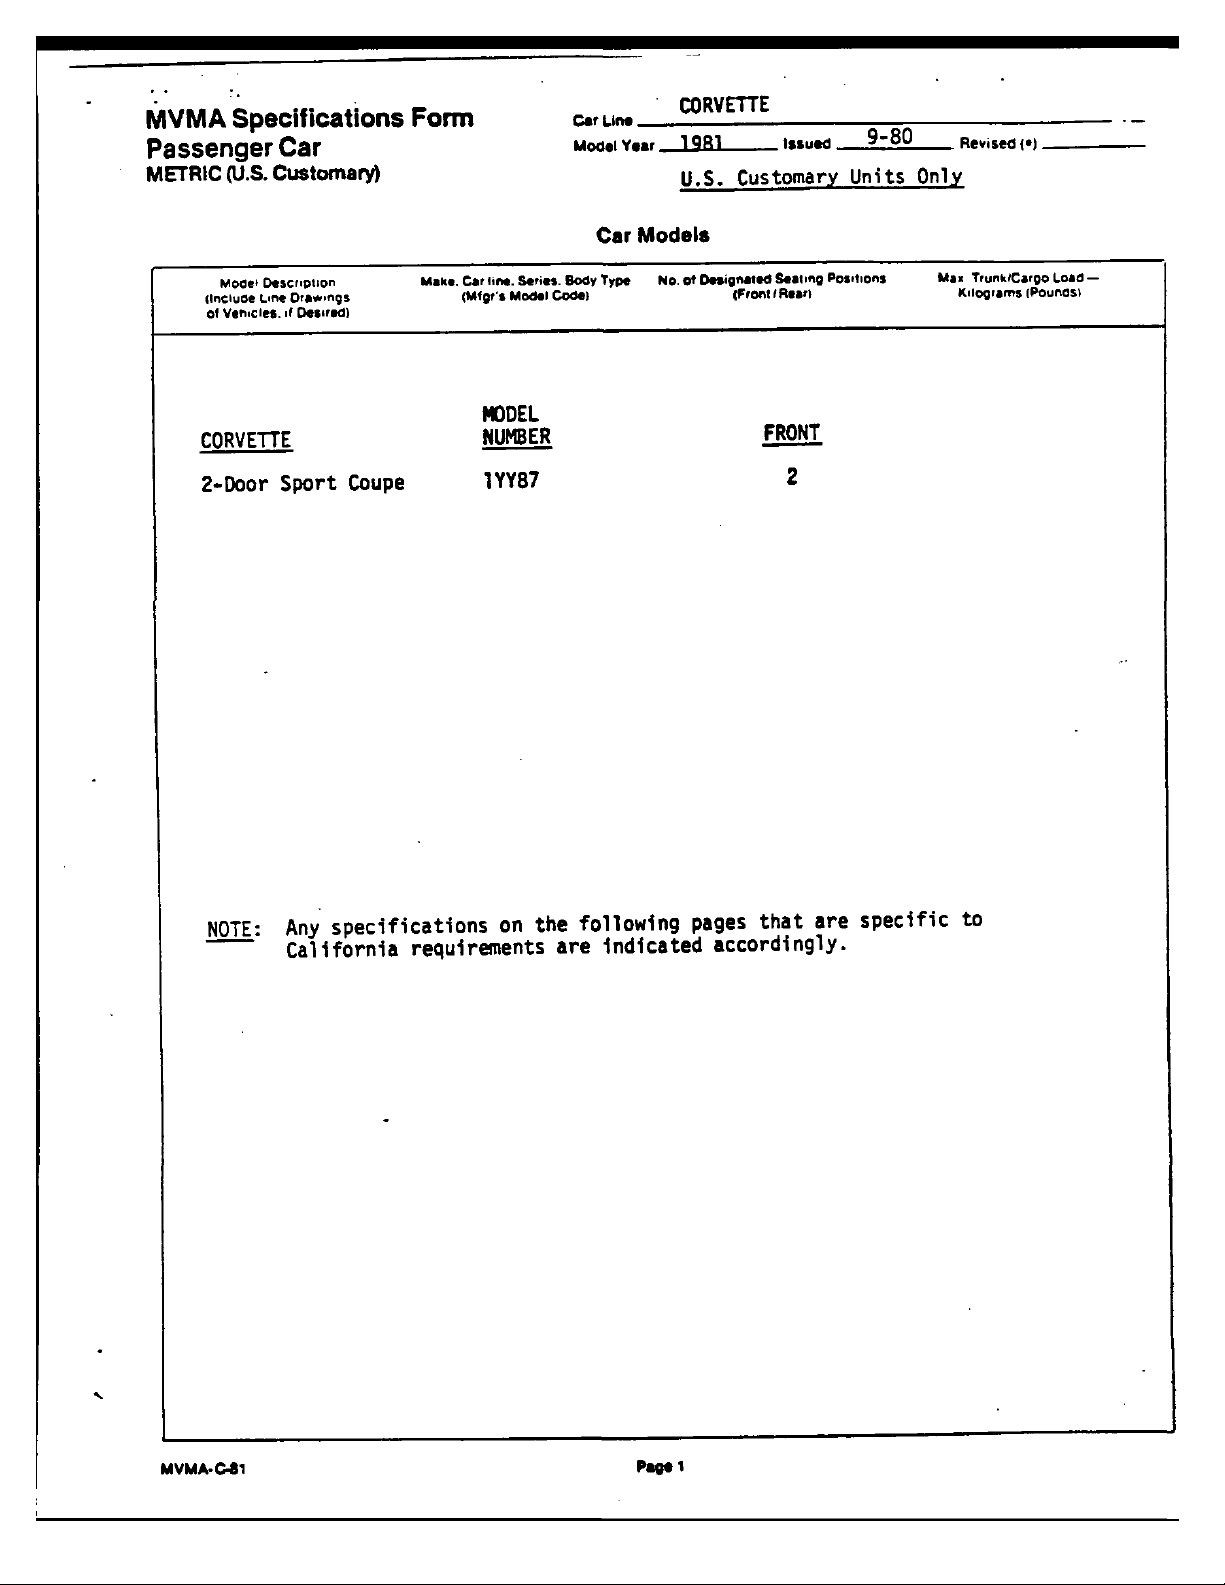 MVMA Specifications Form
Passenger Car
METRIC (U.S. Customary)
Car Line CORVETTE
Model Year 1981 Issued 9-80 Revised (•)
U.S. Customary Units Only
Car Models
Model Description
(Include Line Drawings
of Vehicles, if Desired)
Make, Car line, Series, Body Type
(Mfgr's Model Code)
No. of Designated Seating Positions
(Front / Rear)
Max Trunk/Cargo Load —
Kilograms (Pounds)
CORVETTE
MODEL
NUMBER
FRONT
2-Door Sport Coupe 1YY87 2
NOTE: Any specifications on the following pages that are specific to
California requirements are indicated accordingly.
MVMA-C-81
Page 1